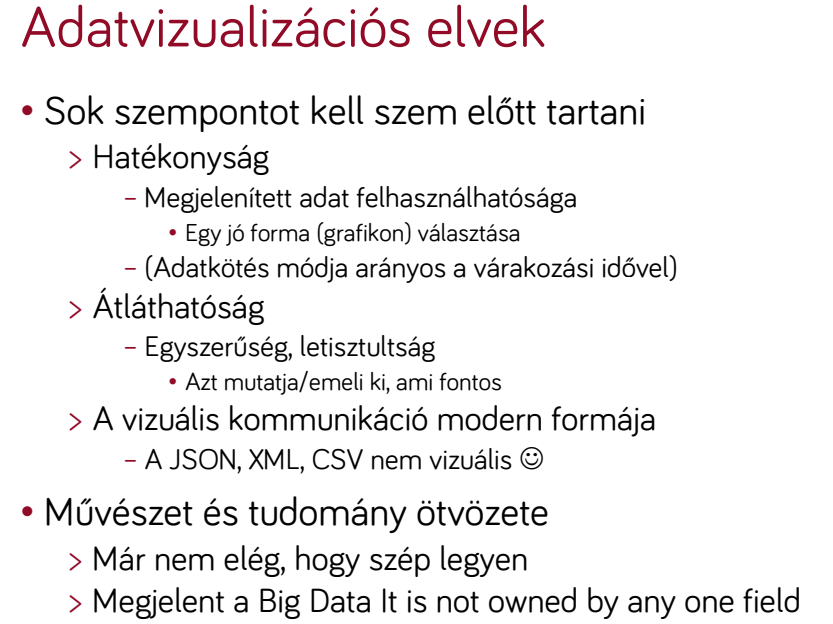 Adatvizualizációs elvek
• Sok szempontot kell szem előtt tartani
> Hatékonyság
– Megjelenített adat felhasználhatósága
• Egy jó forma (grafikon) választása
– (Adatkötés módja arányos a várakozási idővel)
> Átláthatóság
– Egyszerűség, letisztultság
• Azt mutatja/emeli ki, ami fontos
> A vizuális kommunikáció modern formája
– A JSON, XML, CSV nem vizuális ☺
• Művészet és tudomány ötvözete
> Már nem elég, hogy szép legyen
> Megjelent a Big Data It is not owned by any one field